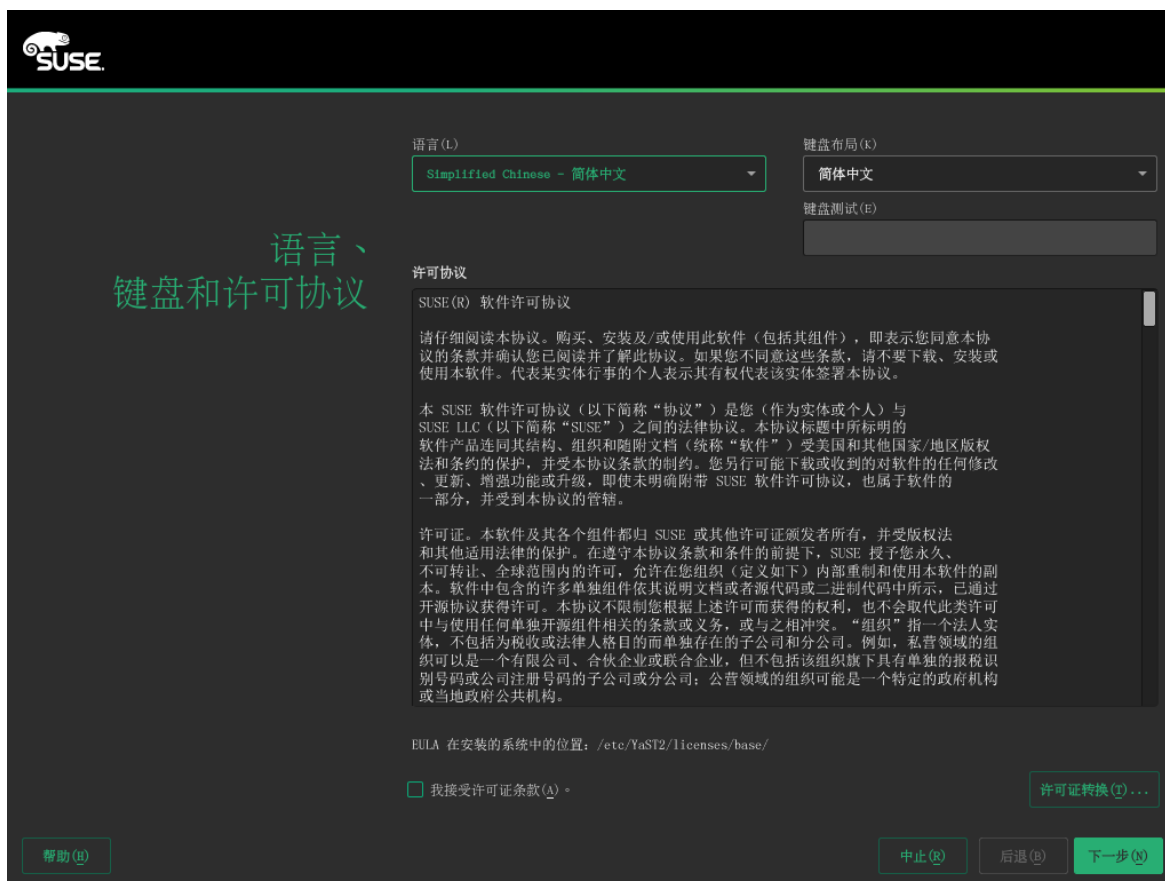 SUSE.
语言(L)
Simplified Chinese - 简体中文
键盘布局(K)
简体中文
键盘测试(E)
语言、
键盘和许可协议
许可协议
SUSE(R) 软件许可协议
请仔细阅读本协议。购买、安装及/或使用此软件（包括其组件），即表示您同意本协
议的条款并确认您已阅读并了解此协议。如果您不同意这些条款，请不要下载、安装或
使用本软件。代表某实体行事的个人表示其有权代表该实体签署本协议。
本 SUSE 软件许可协议（以下简称“协议”）是您（作为实体或个人）与
SUSE LLC（以下简称“SUSE”）之间的法律协议。本协议标题中所标明的
软件产品连同其结构、组织和随附文档（统称“软件”）受美国和其他国家/地区版权
法和条约的保护，并受本协议条款的制约。您另行可能下载或收到的对软件的任何修改
、更新、增强功能或升级，即使未明确附带 SUSE 软件许可协议，也属于软件的
一部分，并受到本协议的管辖。
许可证。本软件及其各个组件都归 SUSE 或其他许可证颁发者所有，并受版权法
和其他适用法律的保护。在遵守本协议条款和条件的前提下，SUSE 授予您永久、
不可转让、全球范围内的许可，允许在您组织（定义如下）内部重制和使用本软件的副
本。软件中包含的许多单独组件依其说明文档或者源代码或二进制代码中所示，已通过
开源协议获得许可。本协议不限制您根据上述许可而获得的权利，也不会取代此类许可
中与使用任何单独开源组件相关的条款或义务，或与之相冲突。“组织”指一个法人实
体，不包括为税收或法律人格目的而单独存在的子公司和分公司。例如，私营领域的组
织可以是一个有限公司、合伙企业或联合企业，但不包括该组织旗下具有单独的报税识
别号码或公司注册号码的子公司或分公司；公营领域的组织可能是一个特定的政府机构
或当地政府公共机构。
EULA 在安装的系统中的位置：/etc/YaST2/licenses/base/
我接受许可证条款(A)。
许可证转换(T)...
帮助(H)
中止(R)
后退(B)
下一步(N)